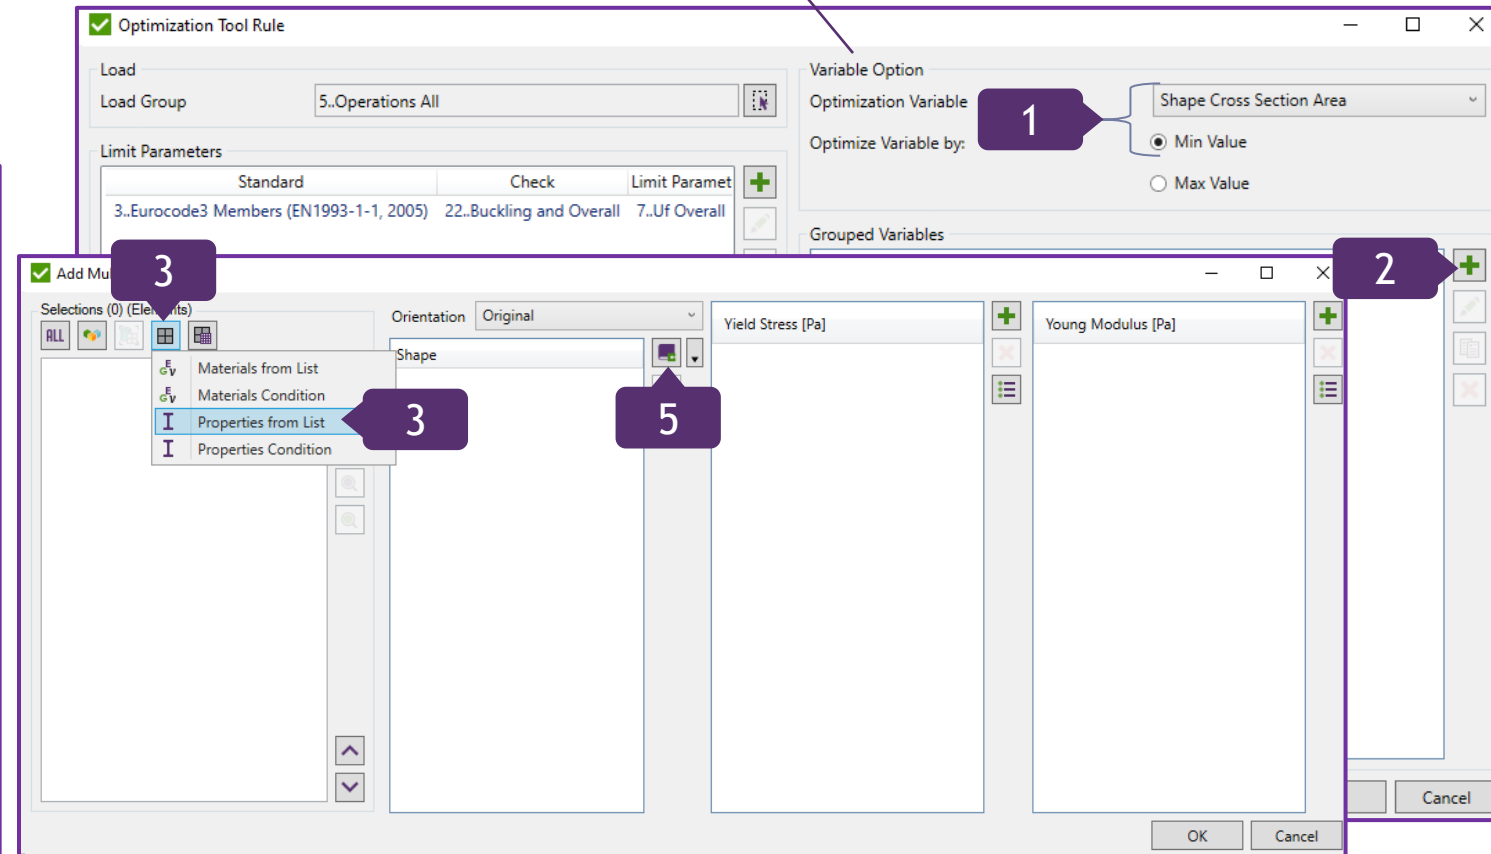 Optimization Tool Rule
Load
Load Group 5..Operations All
Limit Parameters
Standard Check Limit Paramet
3..Eurocode3 Members (EN1993-1-1, 2005) 22..Buckling and Overall 7..Uf Overall
Variable Option
Optimization Variable 1 Shape Cross Section Area
Optimize Variable by: Min Value
Max Value
Grouped Variables
2
Add Mu 3
Selections (0) (Elements)
ALL
Materials from List
Materials Condition
Properties from List 3
Properties Condition
Orientation Original
Shape
5
Yield Stress [Pa]
Young Modulus [Pa]
OK Cancel
Cancel